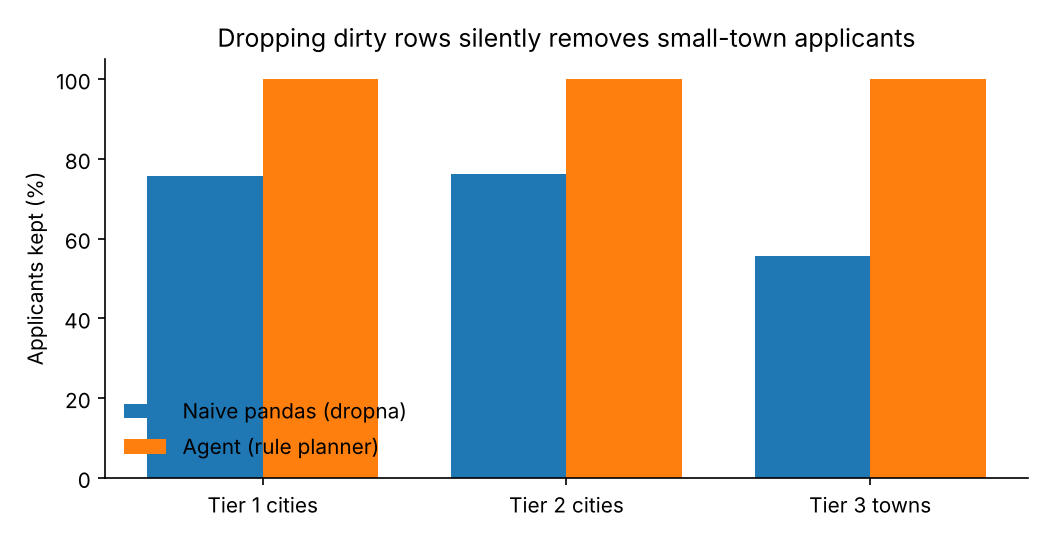 Dropping dirty rows silently removes small-town applicants
Applicants kept (%)
100
80
60
40
20
0
Naive pandas (dropna)
Agent (rule planner)
Tier 1 cities
Tier 2 cities
Tier 3 towns